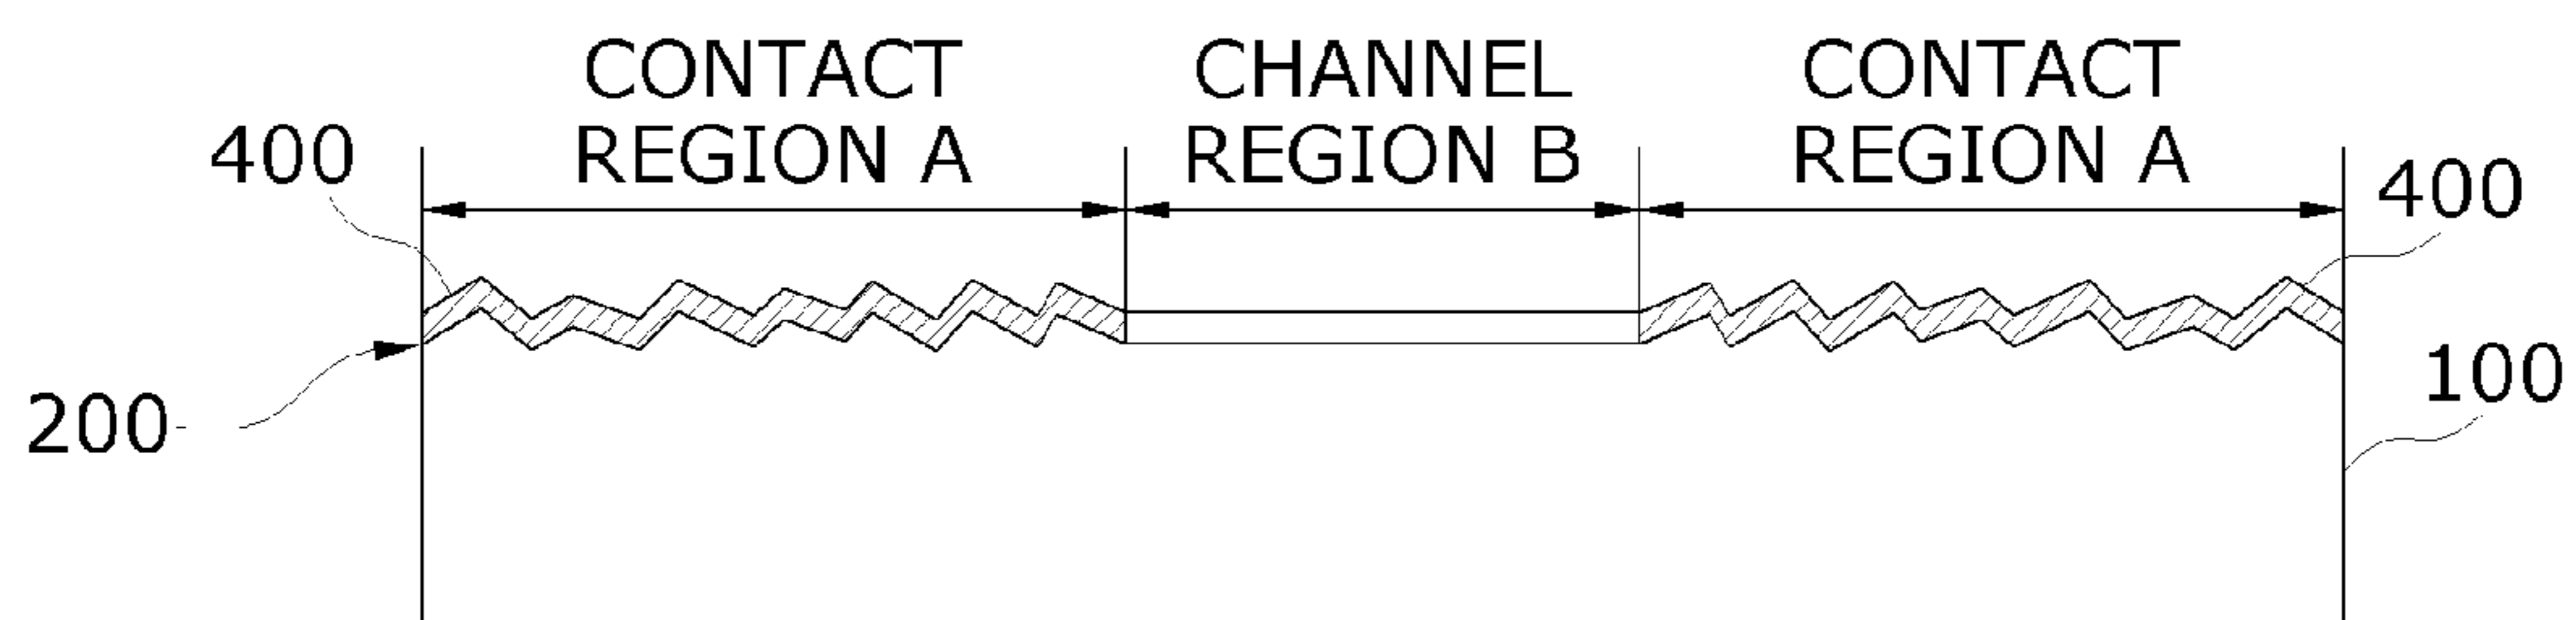 CONTACT
REGION A
CHANNEL
REGION B
CONTACT
REGION A
400
400
200
100